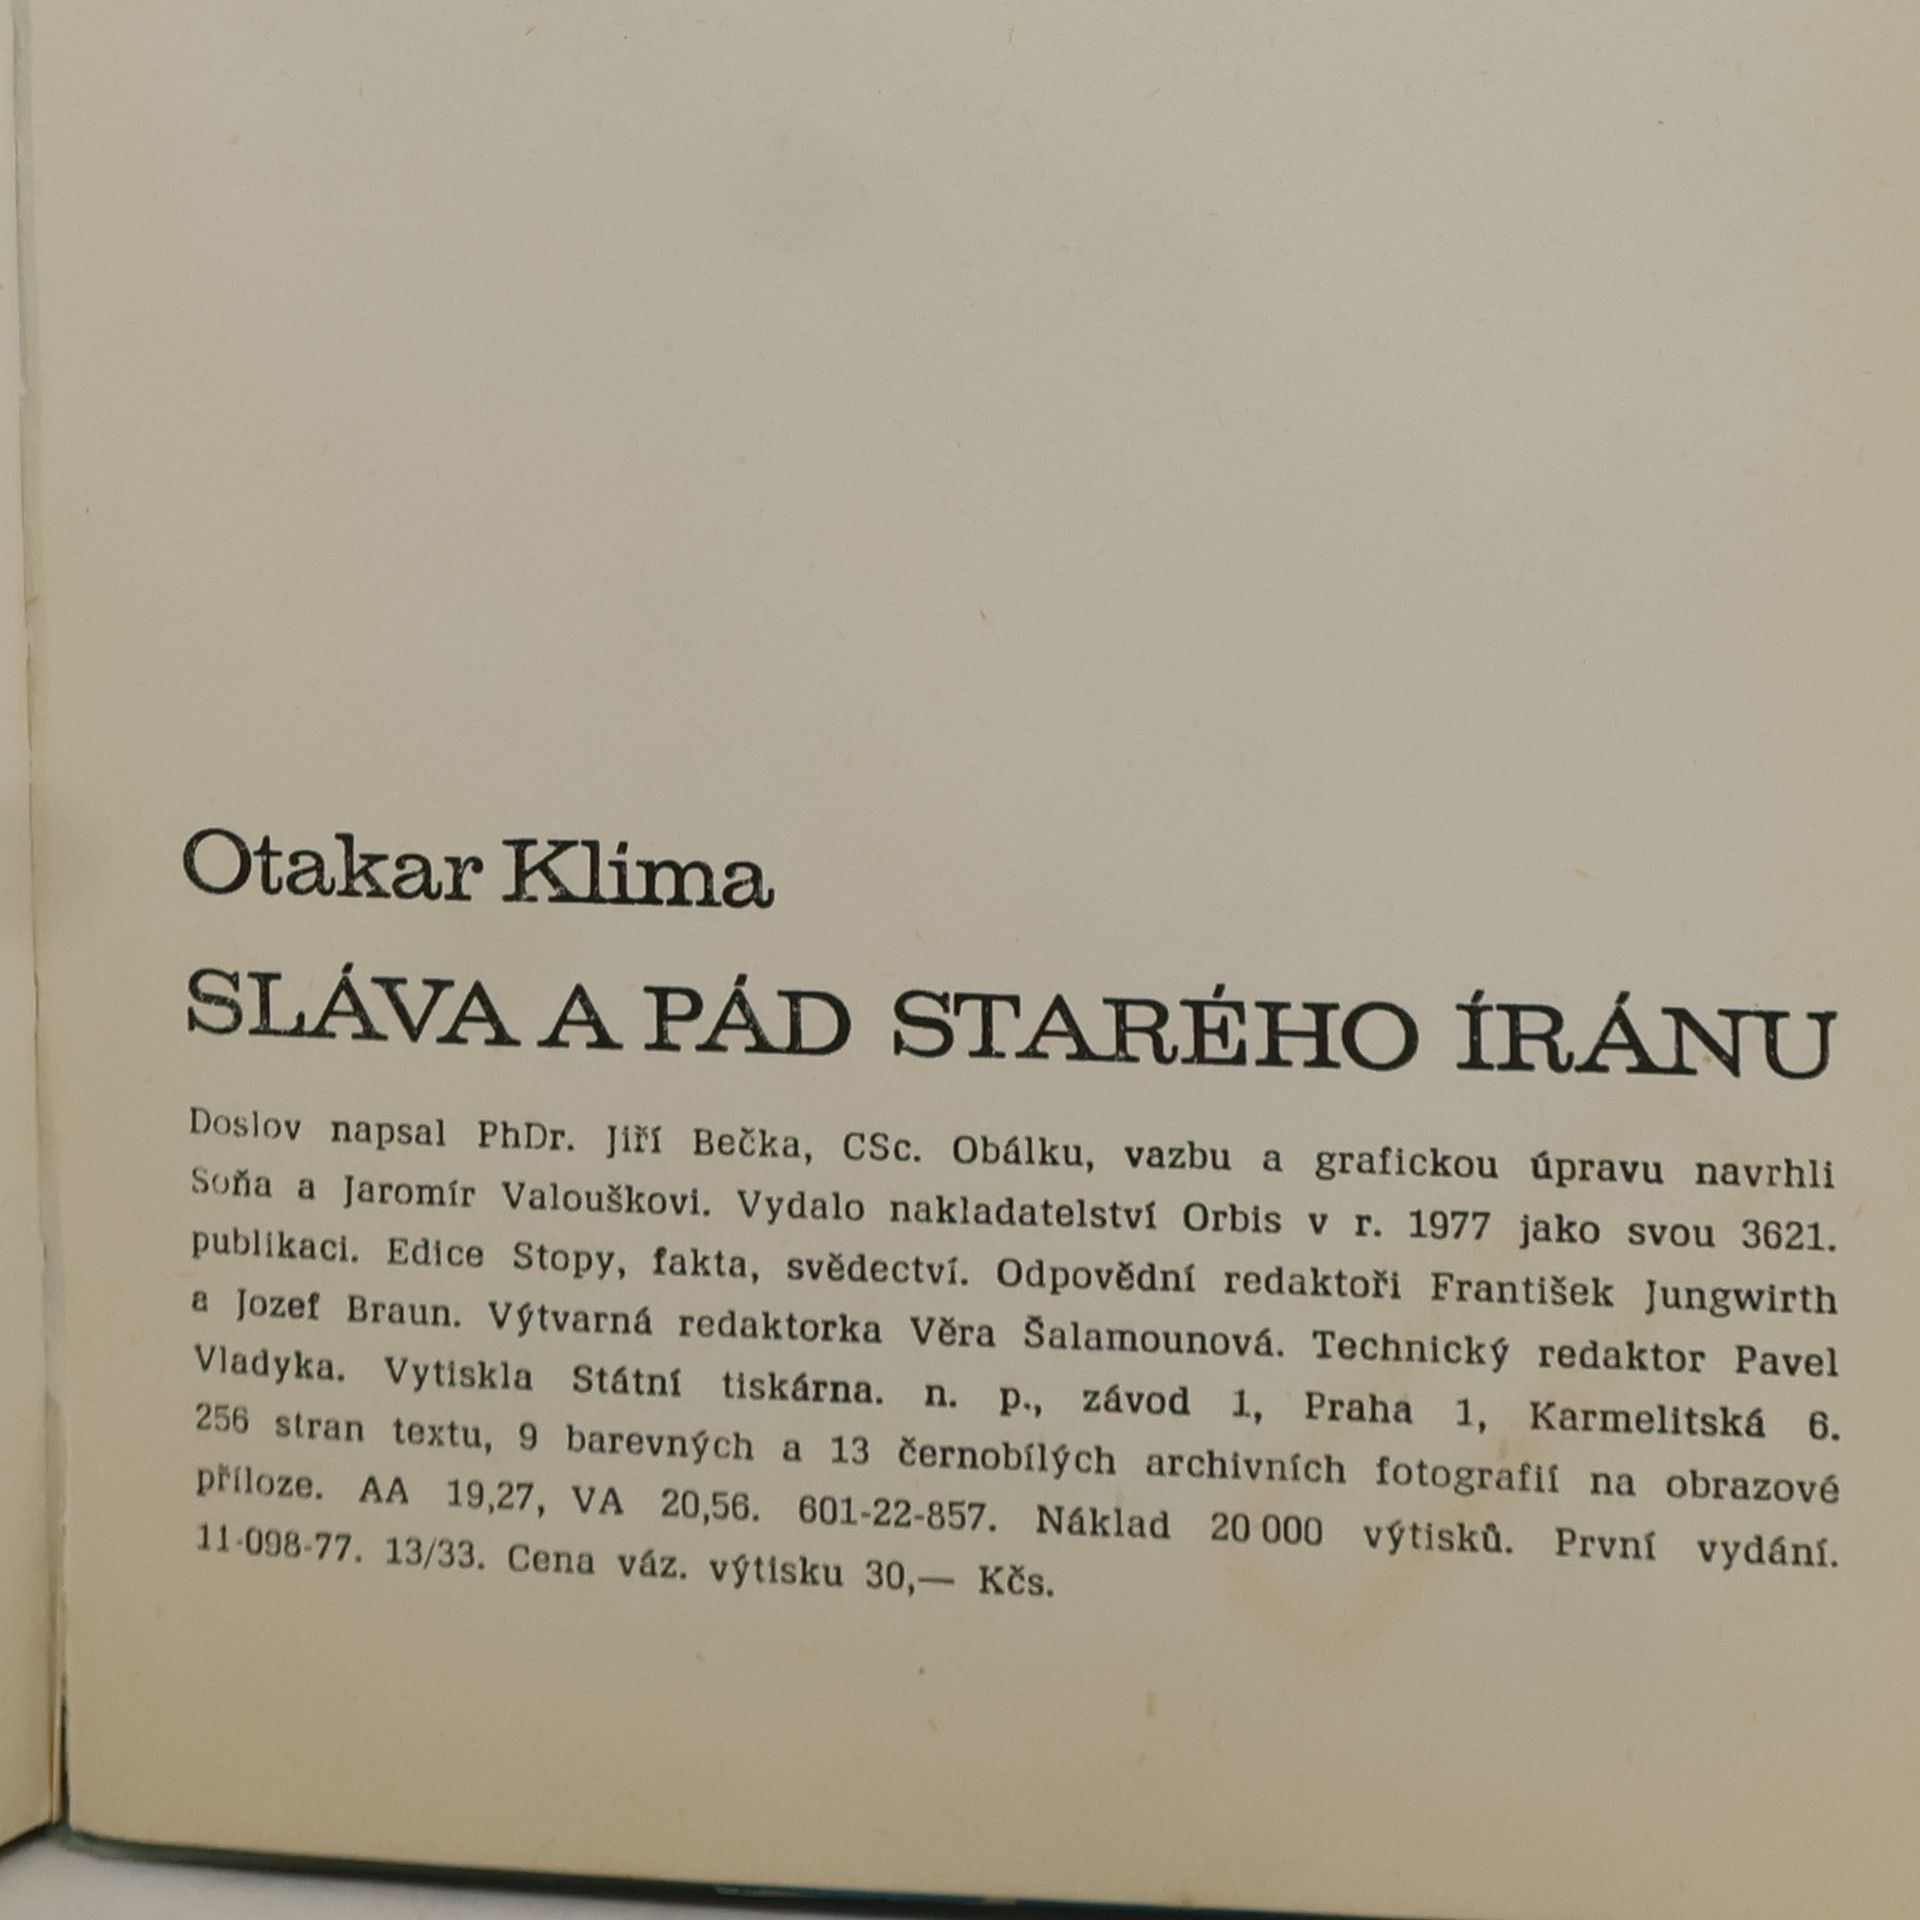 Otakar Klíma
SLÁVA A PÁD STARÉHO ÍRÁNU
Doslov napsal PhDr. Jiří Bečka, CSc. Obálku, vazbu a grafickou úpravu navrhli
Soňa a Jaromír Valouškovi. Vydalo nakladatelství Orbis v r. 1977 jako svou 3621.
publikaci. Edice Stopy, fakta, svědectví. Odpovědní redaktoři František Jungwirth
a Jozef Braun. Výtvarná redaktorka Věra Šalamounová. Technický redaktor Pavel
Vladyka. Vytiskla Státní tiskárna. n. p., závod 1, Praha 1, Karmelitská 6.
256 stran textu, 9 barevných a 13 černobílých archivních fotografií na obrazové
příloze. AA 19,27, VA 20,56. 601-22-857. Náklad 20 000 výtisků. První vydání.
11-098-77. 13/33. Cena váz. výtisku 30,— Kčs.